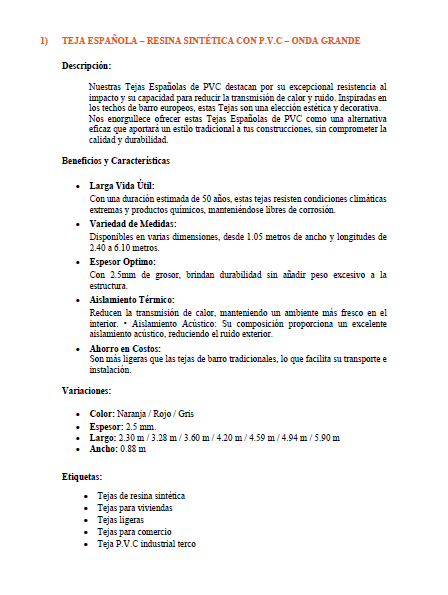 1) TEJA ESPAÑOLA – RESINA SINTÉTICA CON P.V.C – ONDA GRANDE
Descripción:
Nuestras Tejas Españolas de PVC destacan por su excepcional resistencia al
impacto y su capacidad para reducir la transmisión de calor y ruido. Inspiradas en
los techos de barro europeos, estas Tejas son una elección estética y decorativa.
Nos enorgullece ofrecer estas Tejas Españolas de PVC como una alternativa
eficaz que aportará un estilo tradicional a tus construcciones, sin comprometer la
calidad y durabilidad.
Beneficios y Características
• Larga Vida Útil:
Con una duración estimada de 50 años, estas tejas resisten condiciones climáticas
extremas y productos químicos, manteniéndose libres de corrosión.
• Variedad de Medidas:
Disponibles en varias dimensiones, desde 1.05 metros de ancho y longitudes de
2.40 a 6.10 metros.
• Espesor Optimo:
Con 2.5mm de grosor, brindan durabilidad sin añadir peso excesivo a la
estructura.
• Aislamiento Térmico:
Reducen la transmisión de calor, manteniendo un ambiente más fresco en el
interior. • Aislamiento Acústico: Su composición proporciona un excelente
aislamiento acústico, reduciendo el ruido exterior.
• Ahorro en Costos:
Son más ligeras que las tejas de barro tradicionales, lo que facilita su transporte e
instalación.
Variaciones:
• Color: Naranja / Rojo / Gris
• Espesor: 2.5 mm.
• Largo: 2.30 m / 3.28 m / 3.60 m / 4.20 m / 4.59 m / 4.94 m / 5.90 m
• Ancho: 0.88 m
Etiquetas:
• Tejas de resina sintética
• Tejas para viviendas
• Tejas ligeras
• Tejas para comercio
• Teja P.V.C industrial terco